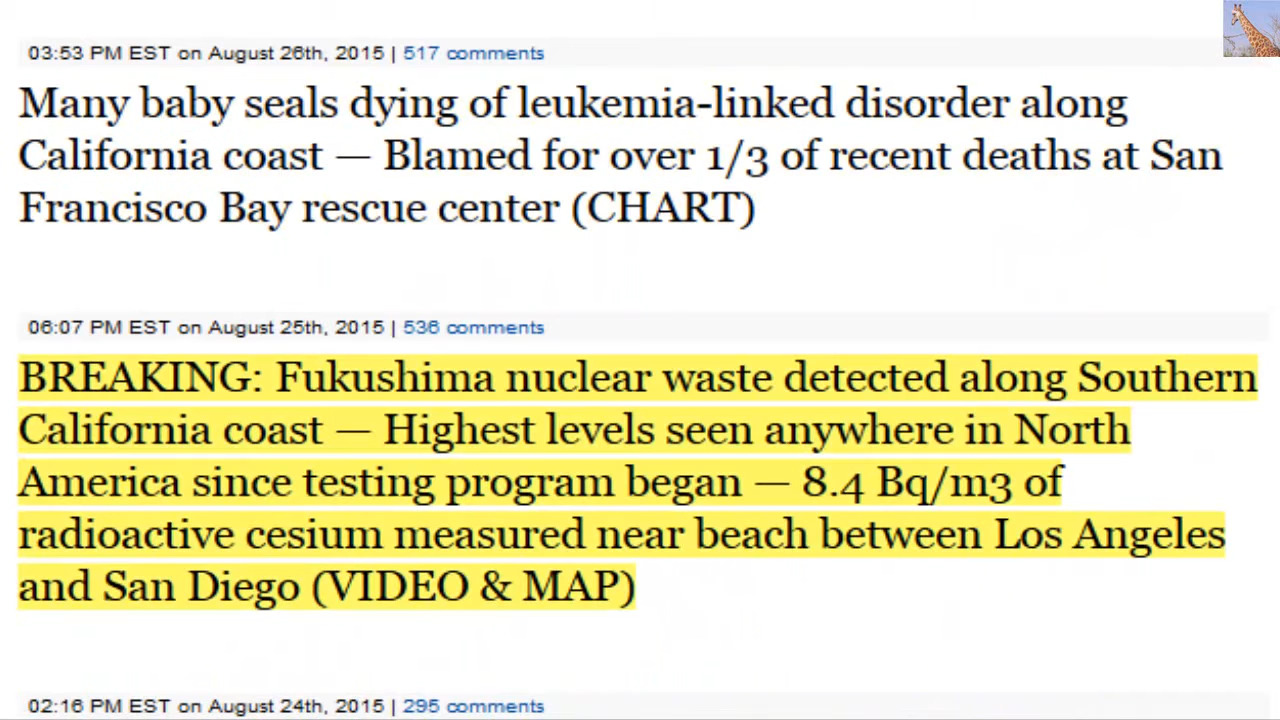 03:53 PM EST on August 26th, 2015 | 517 comments
Many baby seals dying of leukemia-linked disorder along
California coast — Blamed for over 1/3 of recent deaths at San
Francisco Bay rescue center (CHART)
06:07 PM EST on August 25th, 2015 | 536 comments
BREAKING: Fukushima nuclear waste detected along Southern
California coast — Highest levels seen anywhere in North
America since testing program began — 8.4 Bq/m3 of
radioactive cesium measured near beach between Los Angeles
and San Diego (VIDEO & MAP)
02:16 PM EST on August 24th, 2015 | 295 comments